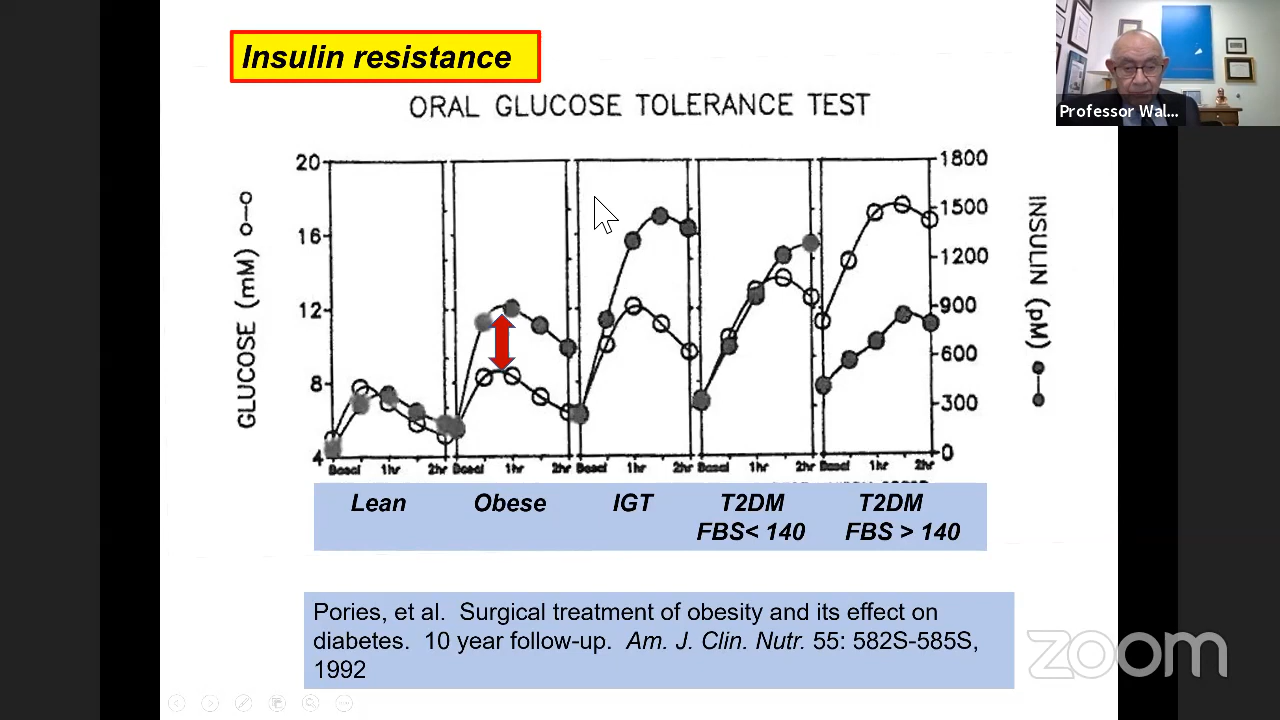 Insulin resistance
Professor Wal...
ORAL GLUCOSE TOLERANCE TEST
20
16
12
8
4
GLUCOSE (mM)
1800
1500
1200
900
600
300
0
INSULIN (pM)
Basal 1hr 2hr Basal 1hr 2hr Basal 1hr 2hr Basal 1hr 2hr Basal 1hr 2hr
Lean Obese IGT T2DM T2DM
FBS< 140 FBS > 140
Pories, et al. Surgical treatment of obesity and its effect on
diabetes. 10 year follow-up. Am. J. Clin. Nutr. 55: 582S-585S,
1992
zoom